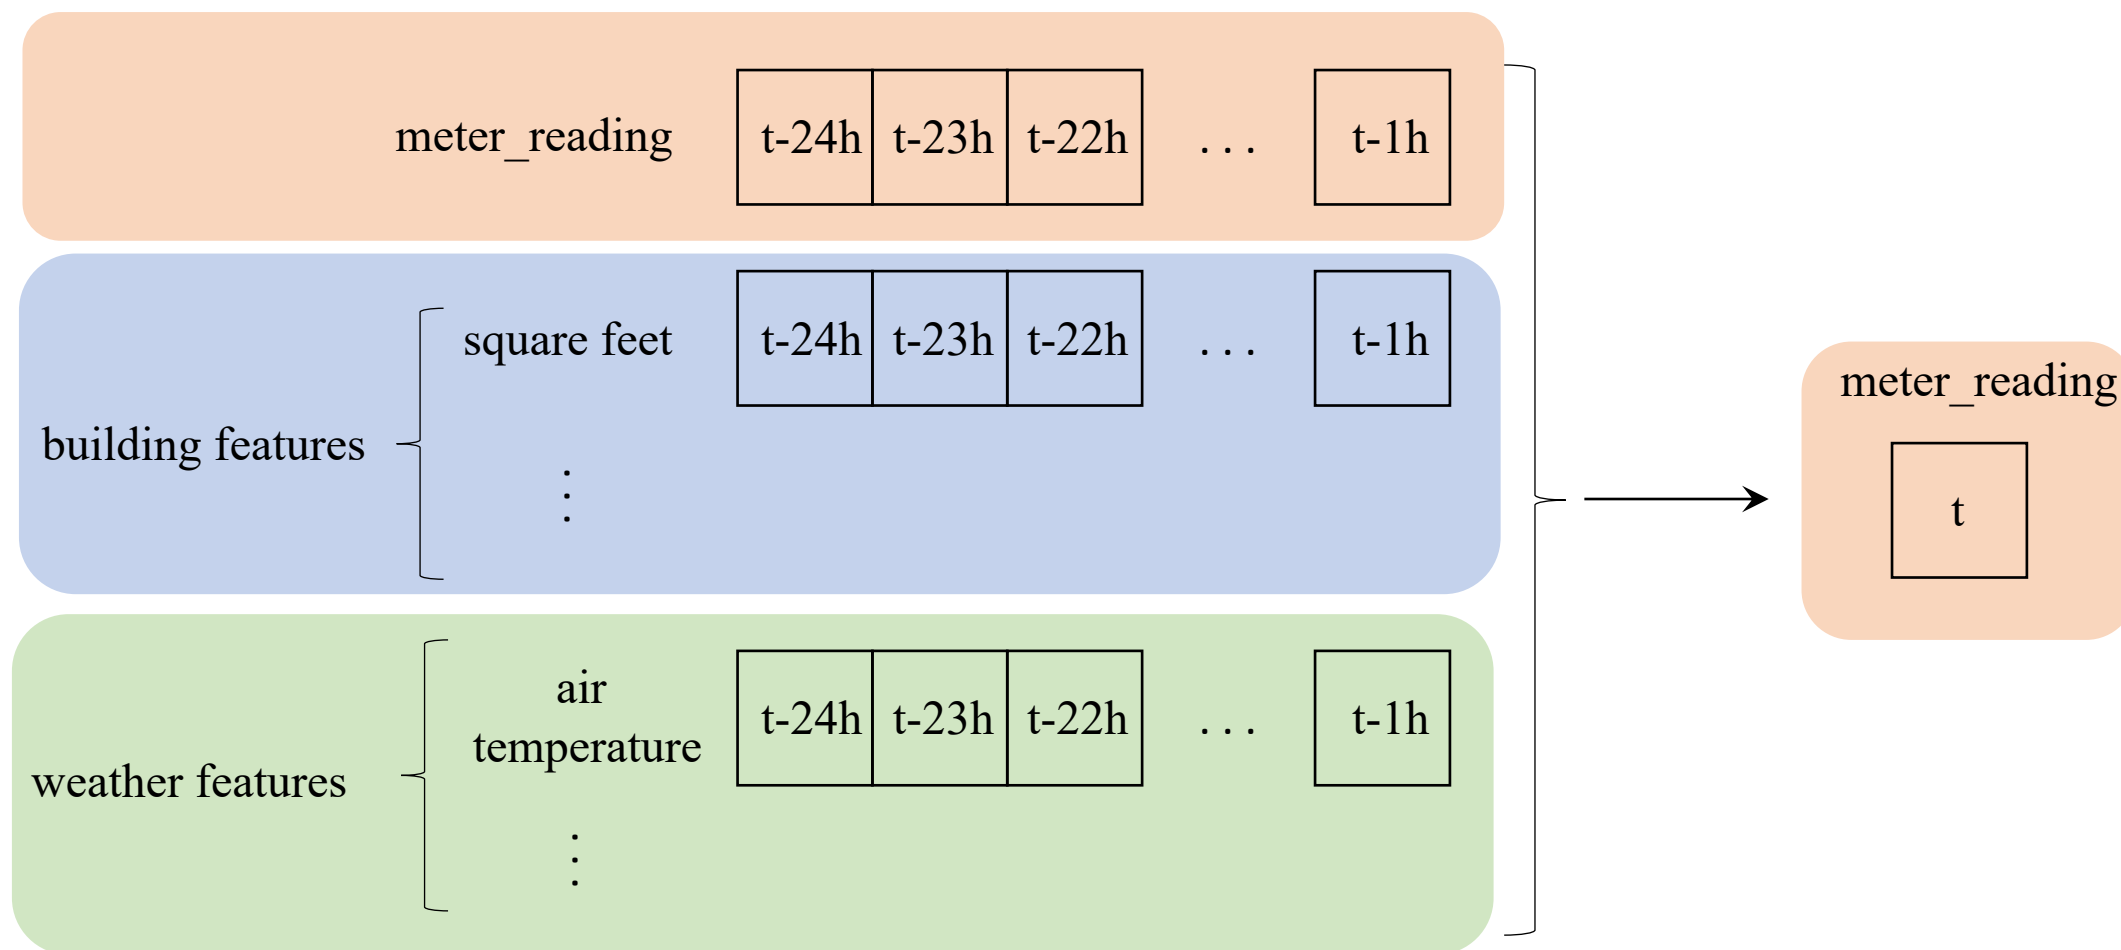 meter_reading t-24h t-23h t-22h . . . t-1h
square feet t-24h t-23h t-22h . . . t-1h
building features
meter_reading
t
air
temperature
t-24h t-23h t-22h . . . t-1h
weather features